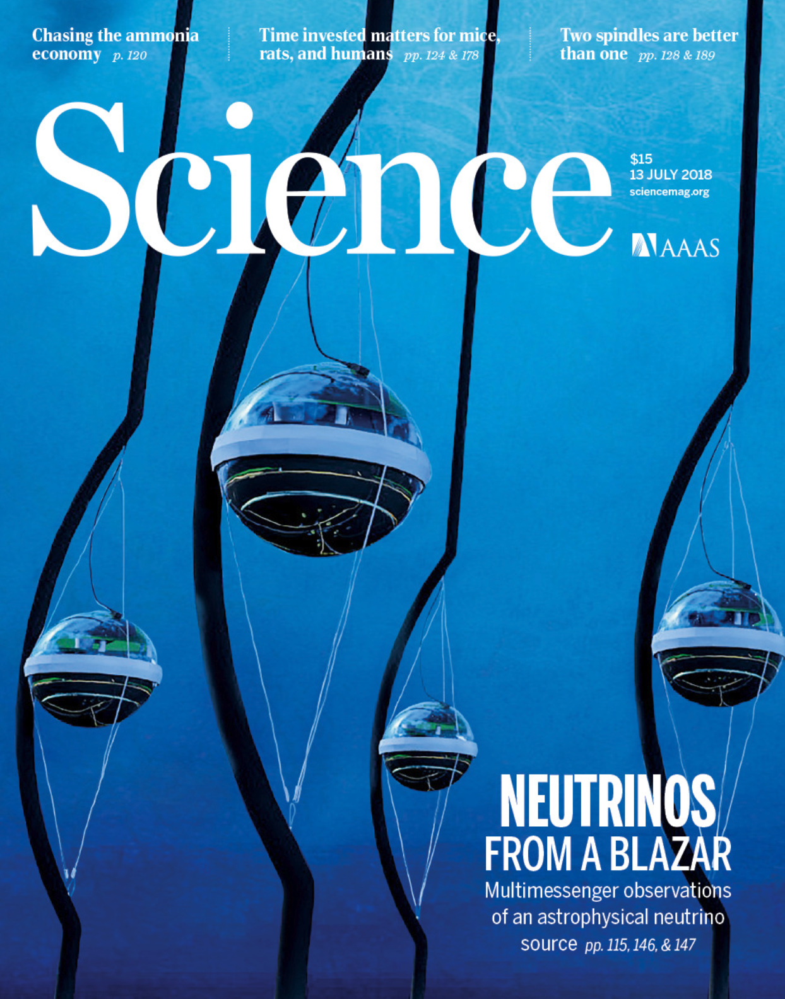 Chasing the ammonia
economy p. 120
Time invested matters for mice,
rats, and humans pp. 124 & 178
Two spindles are better
than one pp. 128 & 189
Science
$15
13 JULY 2018
sciencemag.org
AAAS
NEUTRINOS
FROM A BLAZAR
Multimessenger observations
of an astrophysical neutrino
source pp. 115, 146, & 147